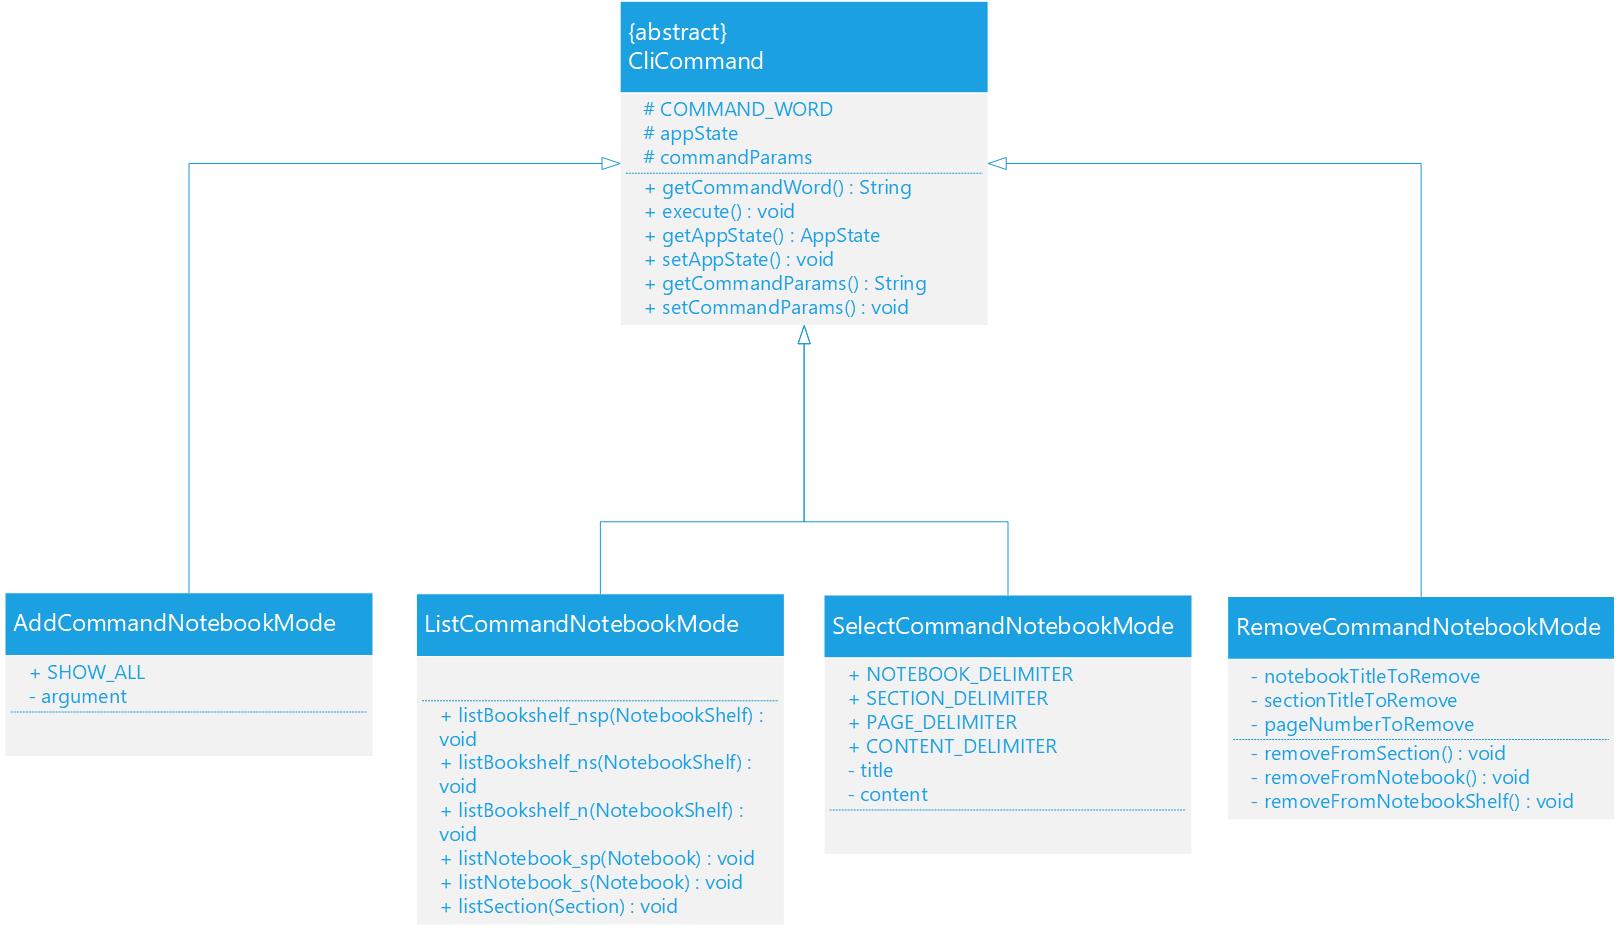 {abstract}
CliCommand
# COMMAND_WORD
# appState
# commandParams
+ getCommandWord() : String
+ execute() : void
+ getAppState() : AppState
+ setAppState() : void
+ getCommandParams() : String
+ setCommandParams() : void
AddCommandNotebookMode
+ SHOW_ALL
- argument
ListCommandNotebookMode
+ listBookshelf_nsp(NotebookShelf) :
void
+ listBookshelf_ns(NotebookShelf) :
void
+ listBookshelf_n(NotebookShelf) :
void
+ listNotebook_sp(Notebook) : void
+ listNotebook_s(Notebook) : void
+ listSection(Section) : void
SelectCommandNotebookMode
+ NOTEBOOK_DELIMITER
+ SECTION_DELIMITER
+ PAGE_DELIMITER
+ CONTENT_DELIMITER
- title
- content
RemoveCommandNotebookMode
- notebookTitleToRemove
- sectionTitleToRemove
- pageNumberToRemove
- removeFromSection() : void
- removeFromNotebook() : void
- removeFromNotebookShelf() : void